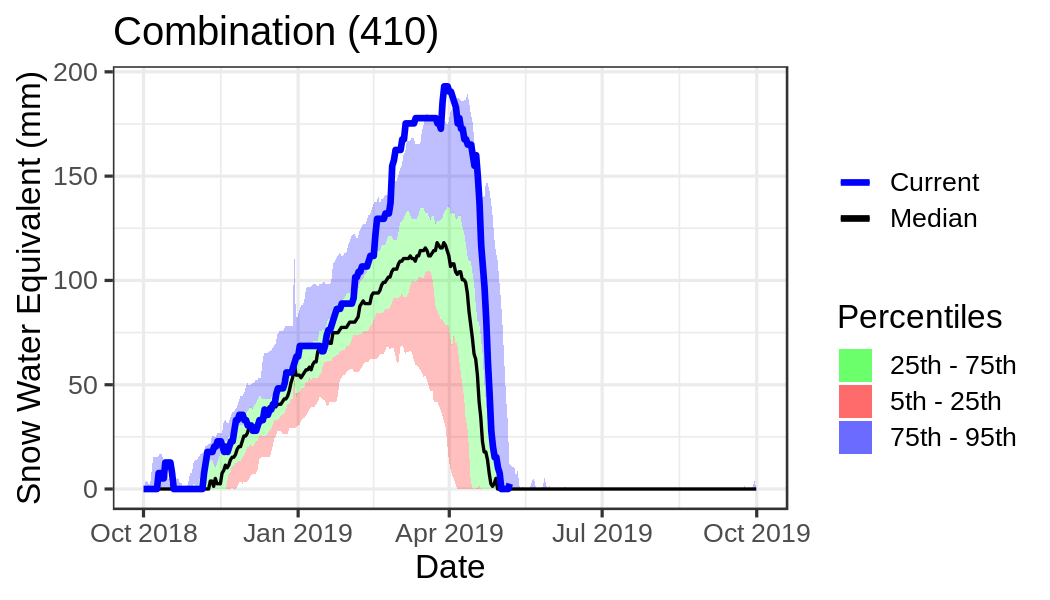 Combination (410)
Snow Water Equivalent (mm)
200
150
100
50
0
Oct 2018
Jan 2019
Apr 2019
Jul 2019
Oct 2019
Date
Current
Median
Percentiles
25th - 75th
5th - 25th
75th - 95th